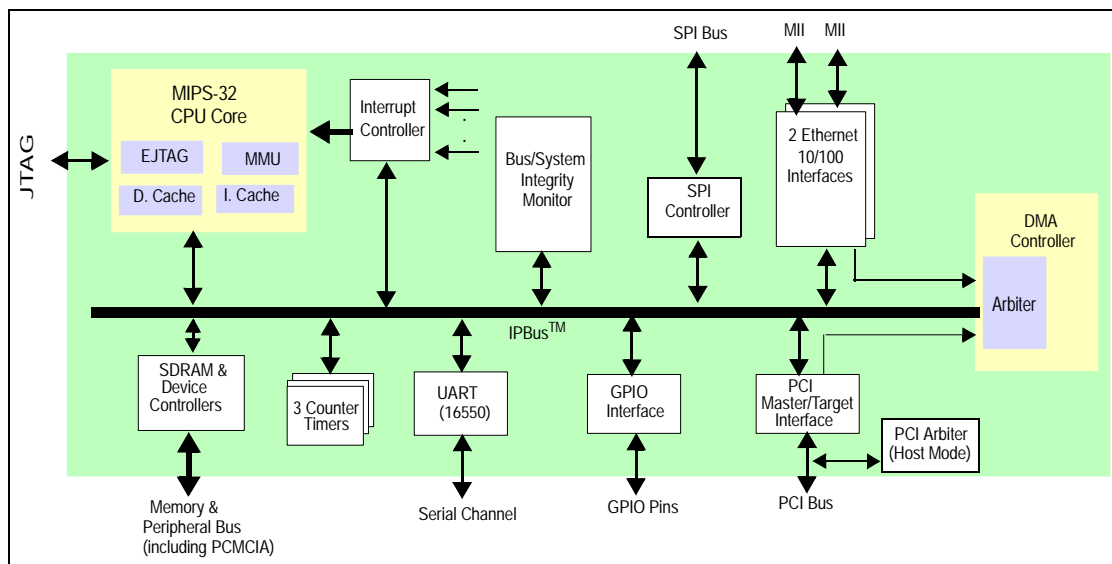 SPI Bus
MII
MII
MIPS-32
CPU Core
EJTAG
MMU
D. Cache
I. Cache
JTAG
Interrupt
Controller
.
.
Bus/System
Integrity
Monitor
SPI
Controller
2 Ethernet
10/100
Interfaces
DMA
Controller
Arbiter
IPBus™
SDRAM &
Device
Controllers
3 Counter
Timers
UART
(16550)
GPIO
Interface
PCI
Master/Target
Interface
PCI Arbiter
(Host Mode)
Memory &
Peripheral Bus
(including PCMCIA)
Serial Channel
GPIO Pins
PCI Bus